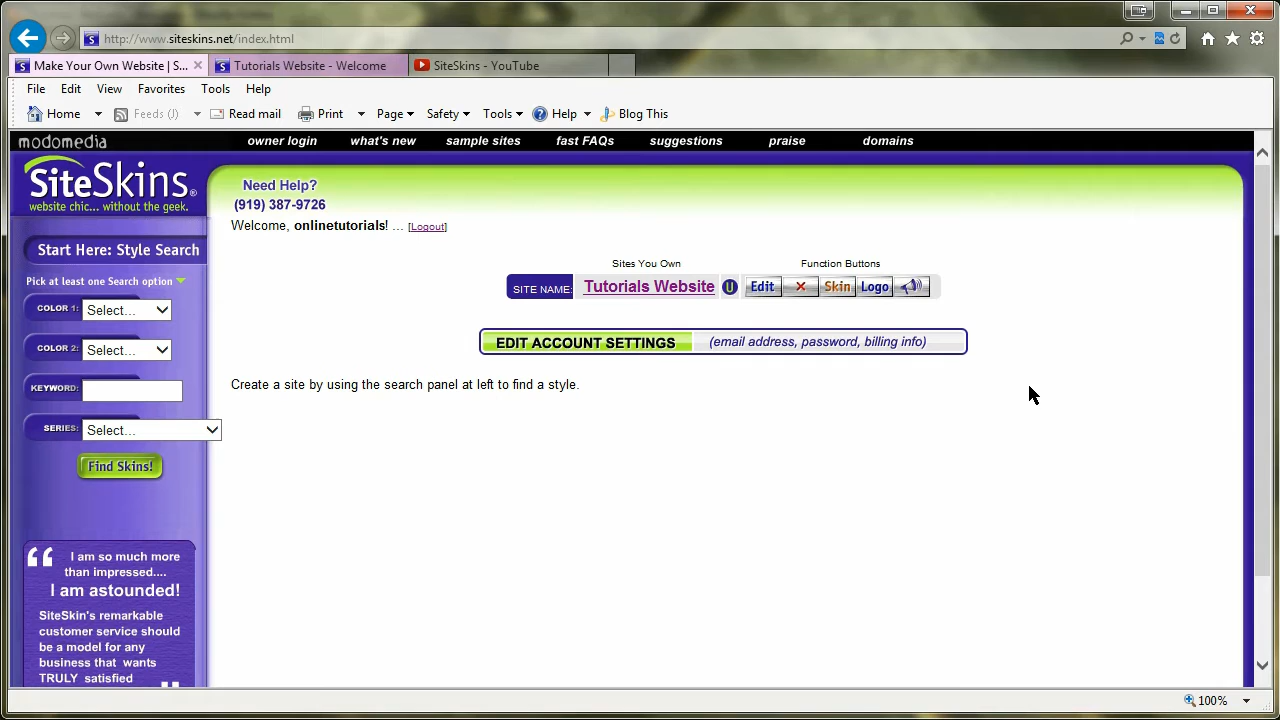 http://www.siteskins.net/index.html
Make Your Own Website | S...
Tutorials Website - Welcome
SiteSkins - YouTube
File Edit View Favorites Tools Help
Home Feeds (J) Read mail Print Page Safety Tools Help Blog This
modomedia
owner login what's new sample sites fast FAQs suggestions praise domains
SiteSkins®
website chic... without the geek.
Need Help?
(919) 387-9726
Welcome, onlinetutorials! ... [Logout]
Start Here: Style Search
Pick at least one Search option
COLOR 1: Select...
COLOR 2: Select...
KEYWORD:
SERIES: Select...
Find Skins!
Sites You Own Function Buttons
SITE NAME: Tutorials Website U Edit X Skin Logo
EDIT ACCOUNT SETTINGS (email address, password, billing info)
Create a site by using the search panel at left to find a style.
“ I am so much more
than impressed....
I am astounded!
SiteSkin's remarkable
customer service should
be a model for any
business that wants
TRULY satisfied
100%